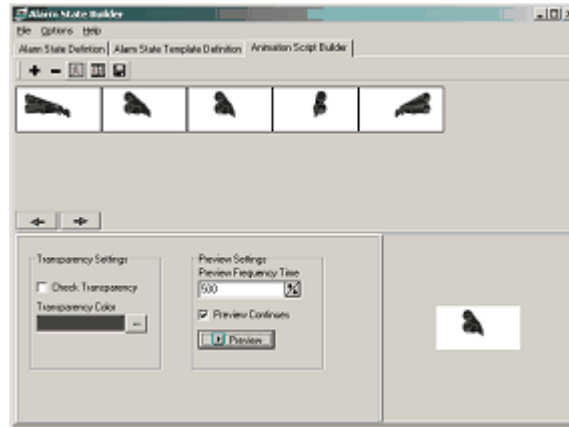 Alarm State Builder
File Options Help
Alarm State Definition Alarm State Template Definition Animation Script Builder
Transparency Settings
Check Transparency
Transparency Color
...
Preview Settings
Preview Frequency Time
500
Preview Continues
Preview